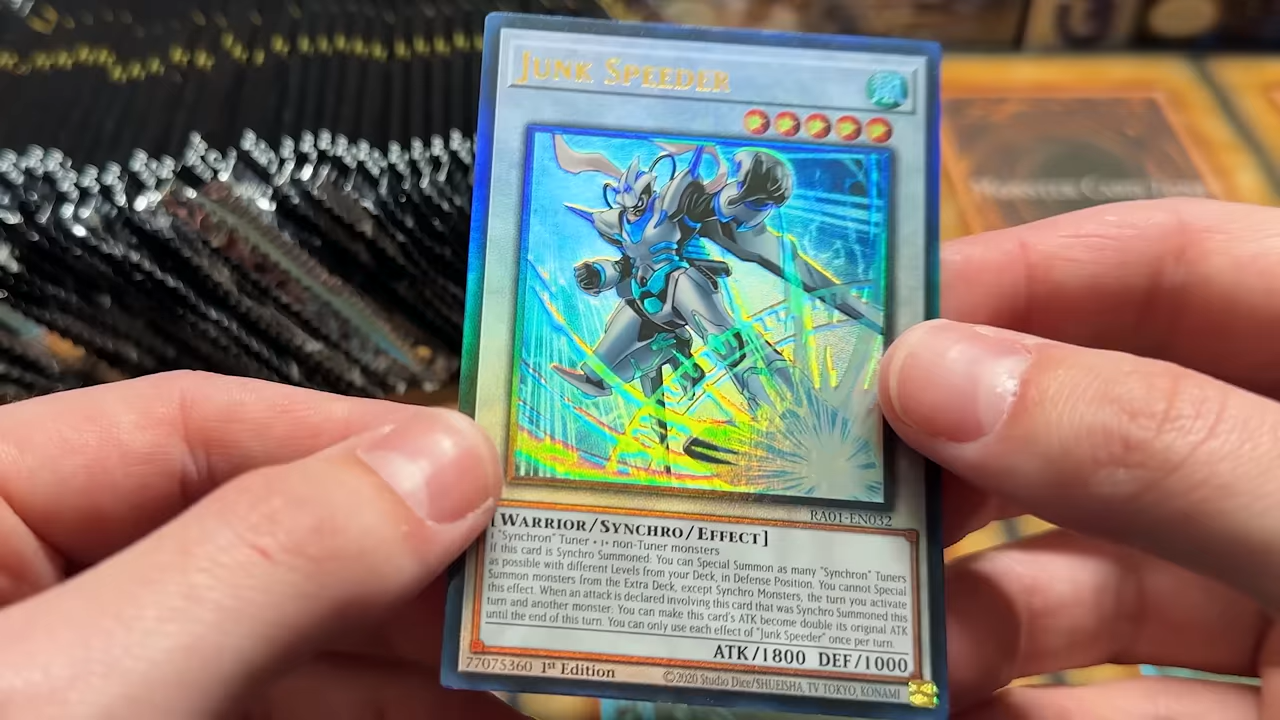 JUNK SPEEDER
RA01-EN032
[WARRIOR/SYNCHRO/EFFECT]
1 "Synchron" Tuner + 1+ non-Tuner monsters
If this card is Synchro Summoned: You can Special Summon as many "Synchron" Tuners
as possible with different Levels from your Deck, in Defense Position. You cannot Special
Summon monsters from the Extra Deck, except Synchro Monsters, the turn you activate
this effect. When an attack is declared involving this card that was Synchro Summoned this
turn and another monster: You can make this card's ATK become double its original ATK
until the end of this turn. You can only use each effect of "Junk Speeder" once per turn.
ATK/1800 DEF/1000
77075360 1st Edition
©2020 Studio Dice/SHUEISHA, TV TOKYO, KONAMI